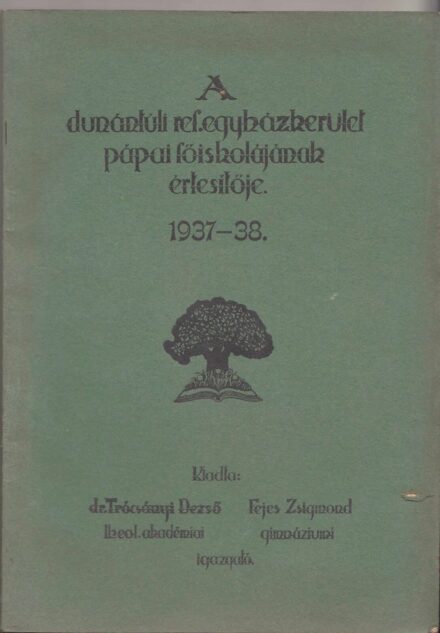 A
dunántúli ref. egyházkerület
pápai főiskolájának
értesítője.
1937–38.
Kiadta:
dr. Trócsányi Dezső Fejes Zsigmond
theol. akadémiai gimnáziumi
igazgató.